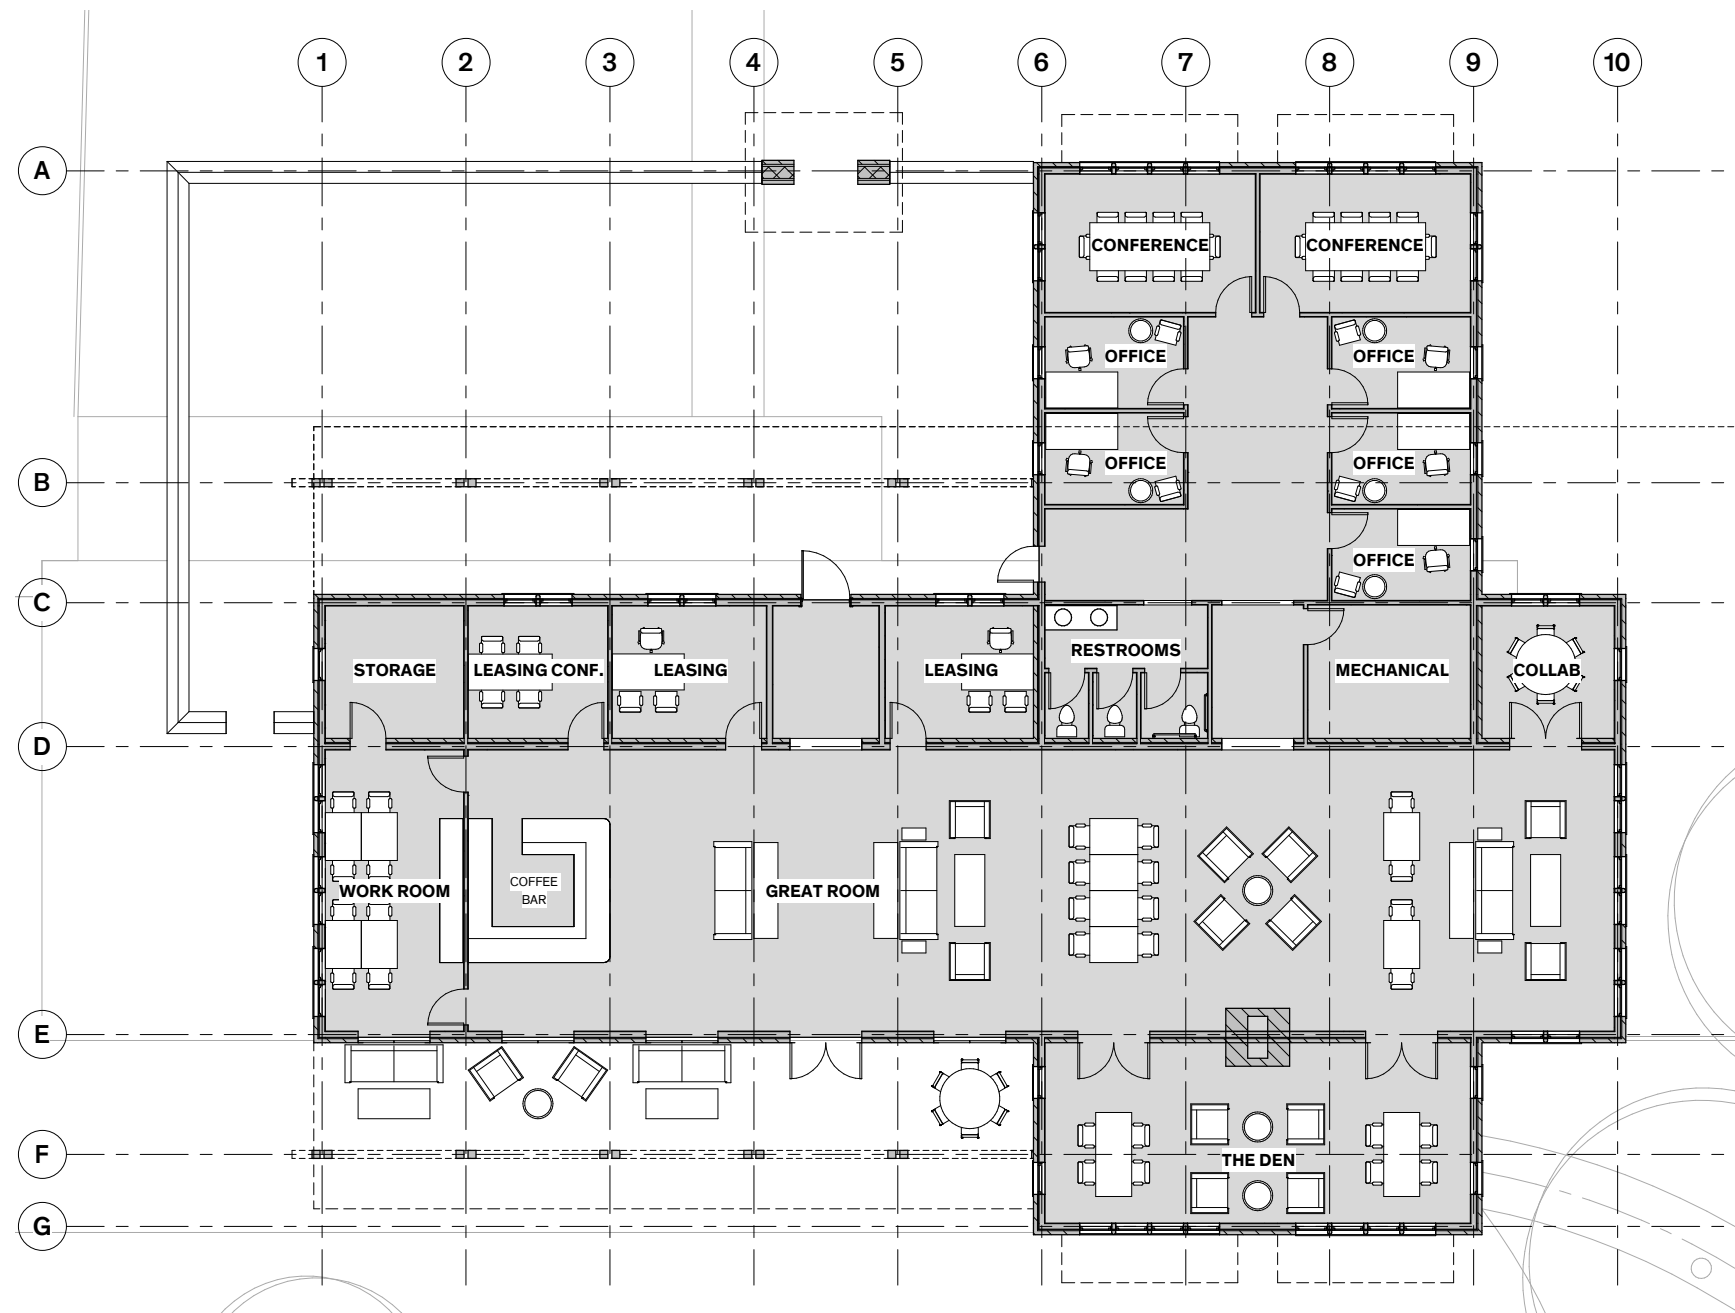 1 2 3 4 5 6 7 8 9 10
A
CONFERENCE CONFERENCE
OFFICE OFFICE
OFFICE OFFICE
B
OFFICE
C
RESTROOMS
STORAGE LEASING CONF. LEASING LEASING MECHANICAL COLLAB
D
COFFEE
BAR
WORK ROOM GREAT ROOM
E
F
THE DEN
G